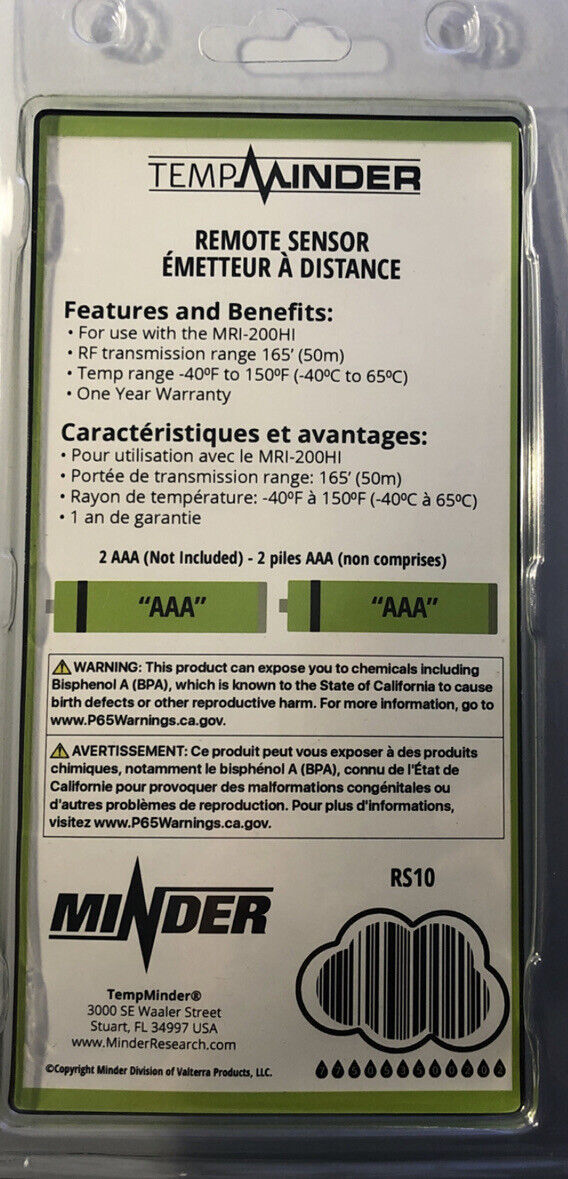 TEMPMINDER
REMOTE SENSOR
ÉMETTEUR À DISTANCE
Features and Benefits:
• For use with the MRI-200HI
• RF transmission range 165' (50m)
• Temp range -40ºF to 150ºF (-40ºC to 65ºC)
• One Year Warranty
Caractéristiques et avantages:
• Pour utilisation avec le MRI-200HI
• Portée de transmission range: 165' (50m)
• Rayon de température: -40ºF à 150ºF (-40ºC à 65ºC)
• 1 an de garantie
2 AAA (Not Included) - 2 piles AAA (non comprises)
“AAA” “AAA”
WARNING: This product can expose you to chemicals including
Bisphenol A (BPA), which is known to the State of California to cause
birth defects or other reproductive harm. For more information, go to
www.P65Warnings.ca.gov.
AVERTISSEMENT: Ce produit peut vous exposer à des produits
chimiques, notamment le bisphénol A (BPA), connu de l'État de
Californie pour provoquer des malformations congénitales ou
d'autres problèmes de reproduction. Pour plus d'informations,
visitez www.P65Warnings.ca.gov.
MINDER
RS10
TempMinder®
3000 SE Waaler Street
Stuart, FL 34997 USA
www.MinderResearch.com
©Copyright Minder Division of Valterra Products, LLC.